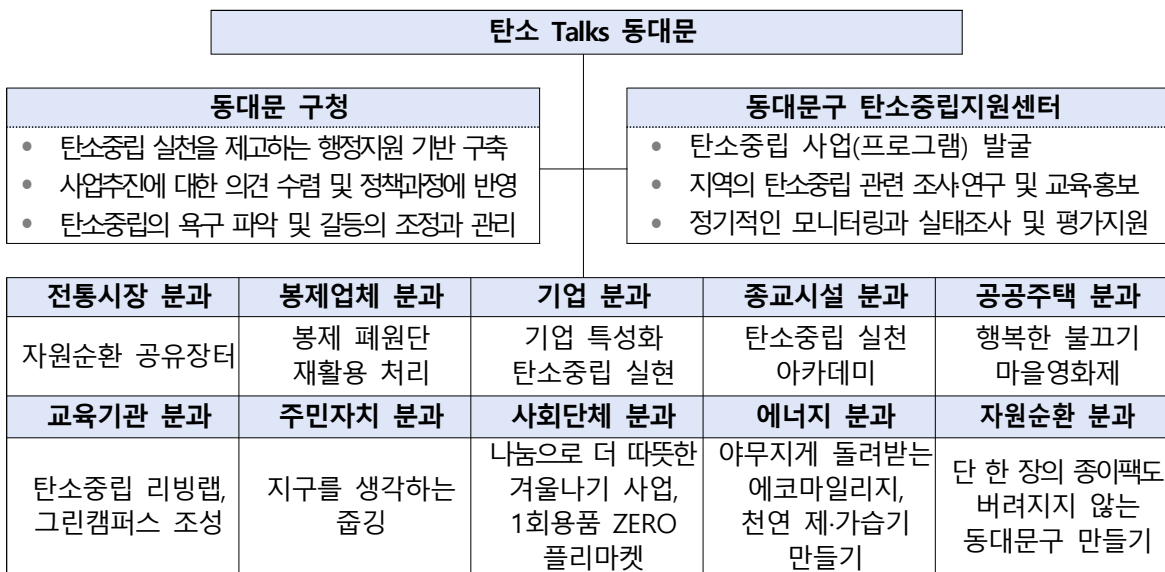 탄소 Talks 동대문
동대문 구청
• 탄소중립 실천을 제고하는 행정지원 기반 구축
• 사업추진에 대한 의견 수렴 및 정책과정에 반영
• 탄소중립의 욕구 파악 및 갈등의 조정과 관리
동대문구 탄소중립지원센터
• 탄소중립 사업(프로그램) 발굴
• 지역의 탄소중립 관련 조사·연구 및 교육·홍보
• 정기적인 모니터링과 실태조사 및 평가지원
전통시장 분과
자원순환 공유장터
봉제업체 분과
봉제 폐원단
재활용 처리
기업 분과
기업 특성화
탄소중립 실현
종교시설 분과
탄소중립 실천
아카데미
공공주택 분과
행복한 불끄기
마을영화제
교육기관 분과
탄소중립 리빙랩,
그린캠퍼스 조성
주민자치 분과
지구를 생각하는
줍깅
사회단체 분과
나눔으로 더 따뜻한
겨울나기 사업,
1회용품 ZERO
플리마켓
에너지 분과
야무지게 돌려받는
에코마일리지,
천연 제·가습기
만들기
자원순환 분과
단 한 장의 종이팩도
버려지지 않는
동대문구 만들기